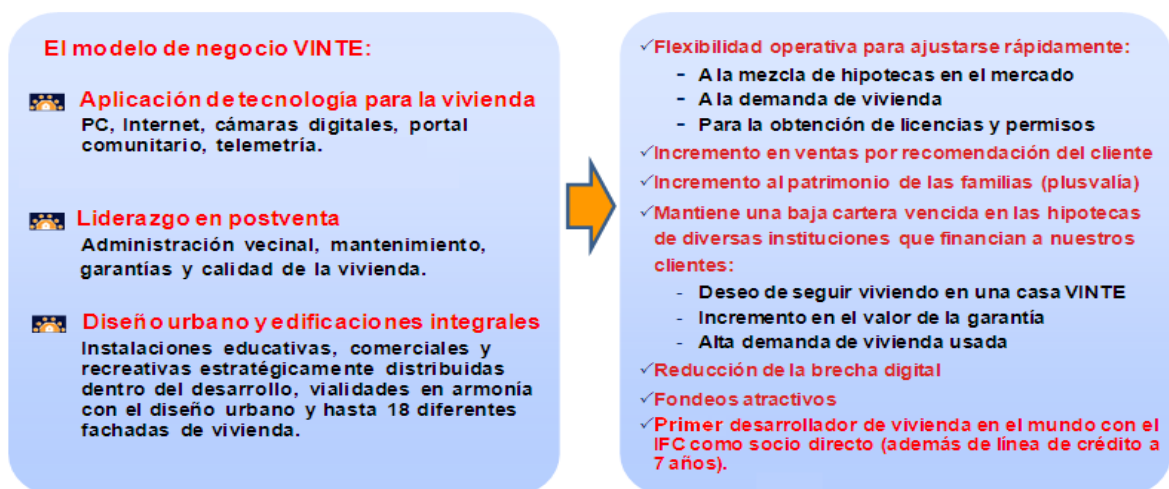 El modelo de negocio VINTE:
Aplicación de tecnología para la vivienda
PC, Internet, cámaras digitales, portal
comunitario, telemetría.
Liderazgo en postventa
Administración vecinal, mantenimiento,
garantías y calidad de la vivienda.
Diseño urbano y edificaciones integrales
Instalaciones educativas, comerciales y
recreativas estratégicamente distribuidas
dentro del desarrollo, vialidades en armonía
con el diseño urbano y hasta 18 diferentes
fachadas de vivienda.
✓Flexibilidad operativa para ajustarse rápidamente:
- A la mezcla de hipotecas en el mercado
- A la demanda de vivienda
- Para la obtención de licencias y permisos
✓Incremento en ventas por recomendación del cliente
✓Incremento al patrimonio de las familias (plusvalía)
✓Mantiene una baja cartera vencida en las hipotecas
de diversas instituciones que financian a nuestros
clientes:
- Deseo de seguir viviendo en una casa VINTE
- Incremento en el valor de la garantía
- Alta demanda de vivienda usada
✓Reducción de la brecha digital
✓Fondeos atractivos
✓Primer desarrollador de vivienda en el mundo con el
IFC como socio directo (además de línea de crédito a
7 años).